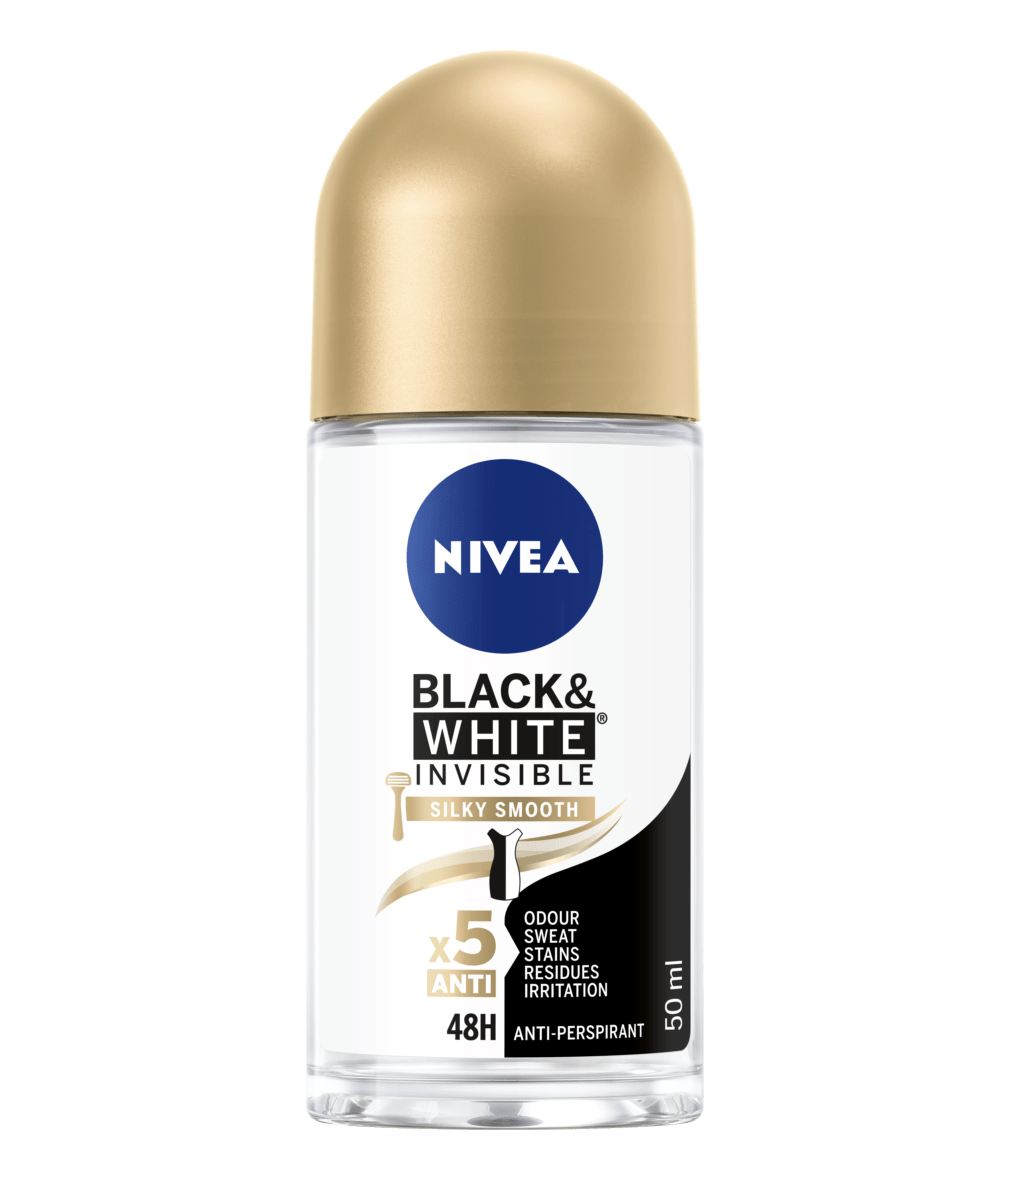 NIVEA
BLACK&
WHITE®
INVISIBLE
SILKY SMOOTH
x5
ANTI
ODOUR
SWEAT
STAINS
RESIDUES
IRRITATION
48H
ANTI-PERSPIRANT
50 ml